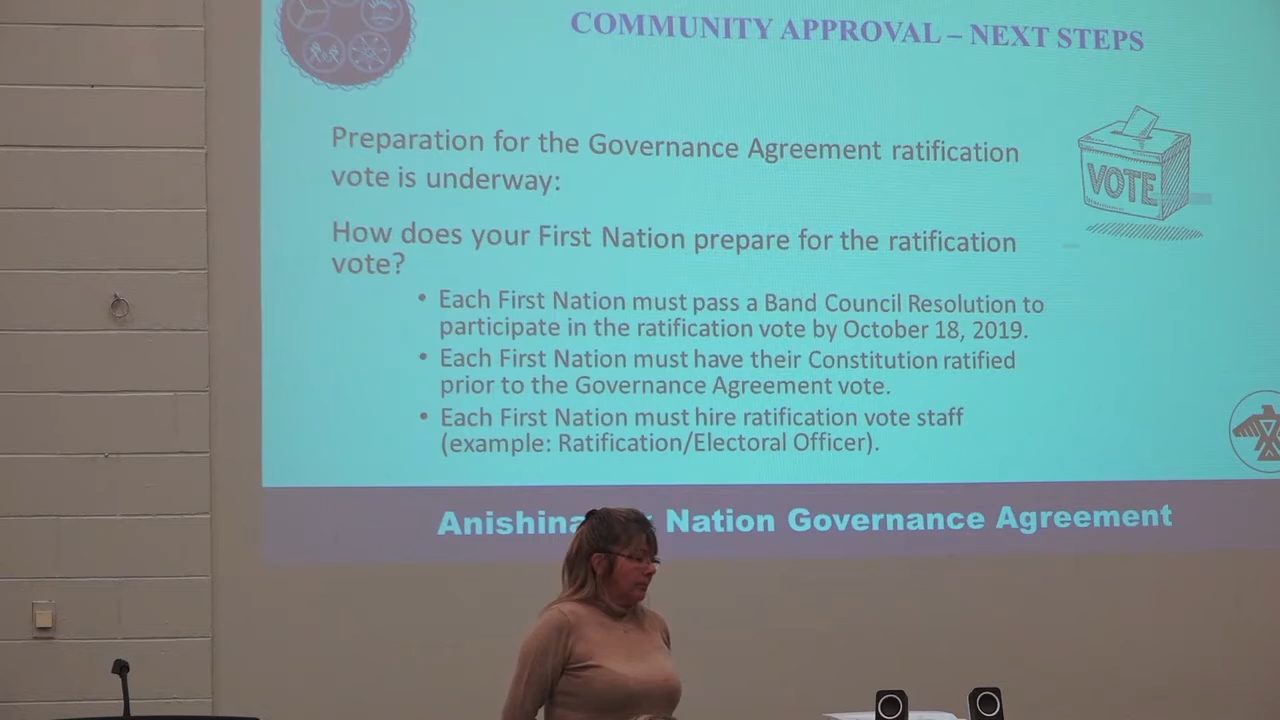 COMMUNITY APPROVAL – NEXT STEPS
Preparation for the Governance Agreement ratification
vote is underway:
VOTE
How does your First Nation prepare for the ratification
vote?
• Each First Nation must pass a Band Council Resolution to
participate in the ratification vote by October 18, 2019.
• Each First Nation must have their Constitution ratified
prior to the Governance Agreement vote.
• Each First Nation must hire ratification vote staff
(example: Ratification/Electoral Officer).
Nation Governance Agreement